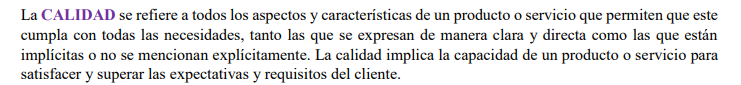 La CALIDAD se refiere a todos los aspectos y características de un producto o servicio que permiten que este
cumpla con todas las necesidades, tanto las que se expresan de manera clara y directa como las que están
implícitas o no se mencionan explícitamente. La calidad implica la capacidad de un producto o servicio para
satisfacer y superar las expectativas y requisitos del cliente.